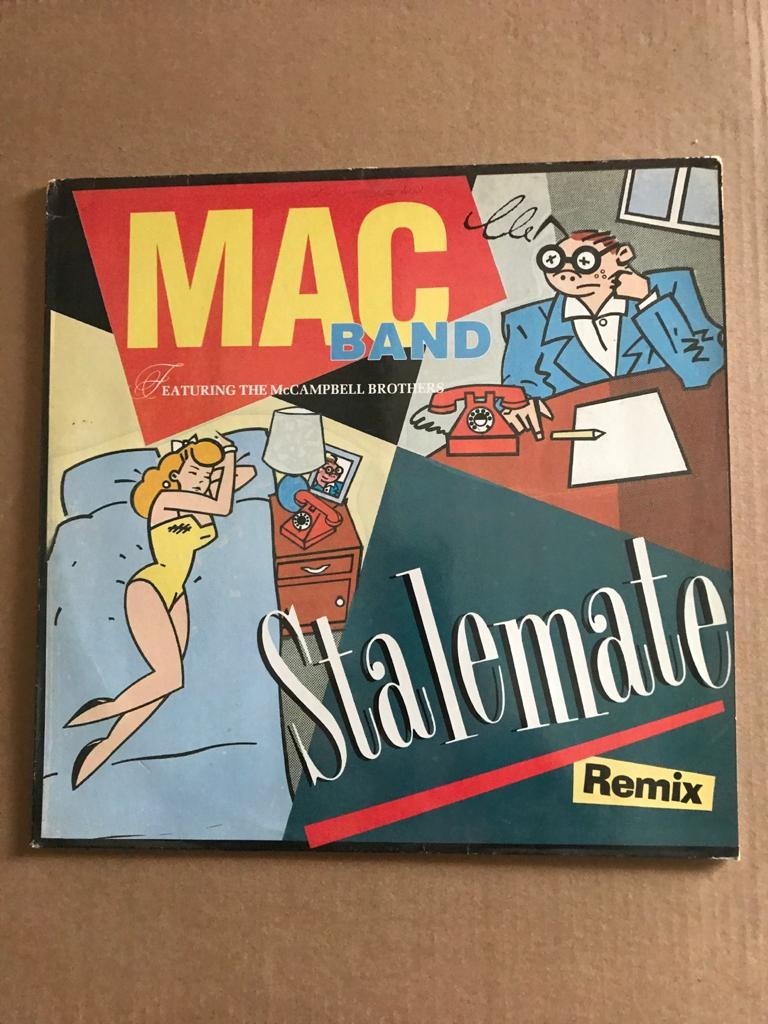 MAC
BAND
FEATURING THE McCAMPBELL BROTHERS
Stalemate
Remix